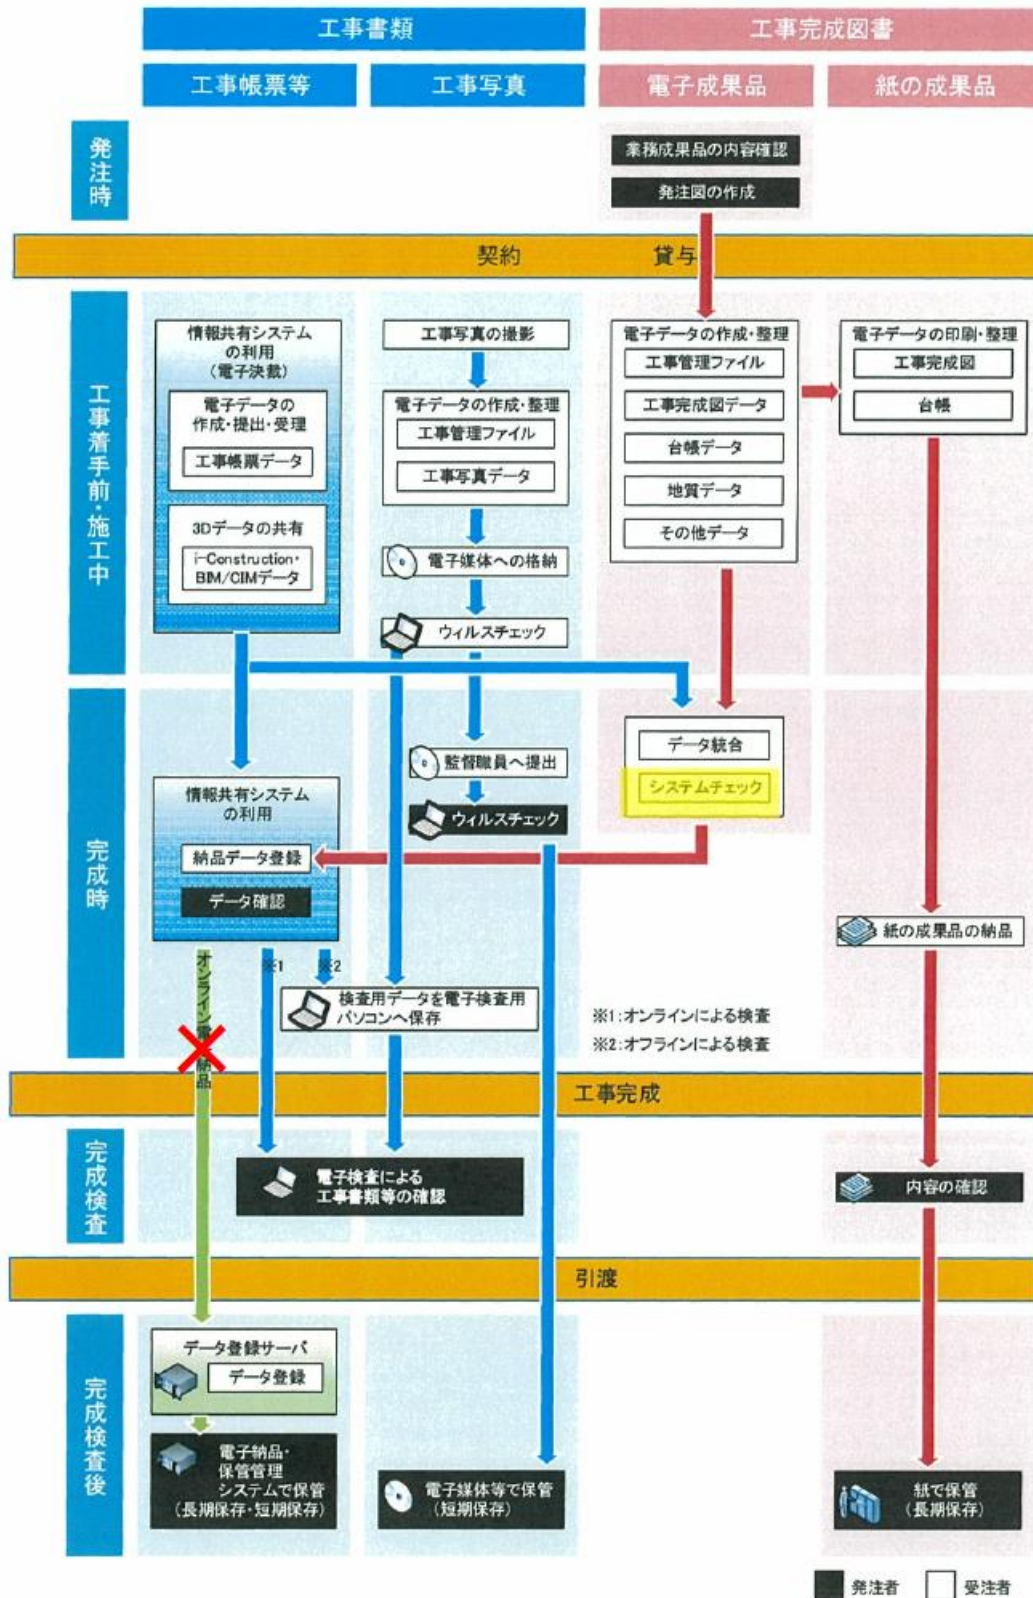 工事書類
工事完成図書
工事帳票等
工事写真
電子成果品
紙の成果品
発注時
業務成果品の内容確認
発注図の作成
契約
貸与
工事着手前・施工中
情報共有システム
の利用
(電子決裁)
電子データの
作成・提出・受理
工事帳票データ
3Dデータの共有
i-Construction・
BIM/CIMデータ
工事写真の撮影
電子データの作成・整理
工事管理ファイル
工事写真データ
電子媒体への格納
ウィルスチェック
電子データの作成・整理
工事管理ファイル
工事完成図データ
台帳データ
地質データ
その他データ
電子データの印刷・整理
工事完成図
台帳
完成時
情報共有システム
の利用
納品データ登録
データ確認
監督職員へ提出
ウィルスチェック
データ統合
システムチェック
紙の成果品の納品
オンライン電 納品
※1
※2
検査用データを電子検査用
パソコンへ保存
※1:オンラインによる検査
※2:オフラインによる検査
工事完成
完成検査
電子検査による
工事書類等の確認
内容の確認
引渡
完成検査後
データ登録サーバ
データ登録
電子納品・
保管管理
システムで保管
(長期保存・短期保存)
電子媒体等で保管
(短期保存)
紙で保管
(長期保存)
発注者
受注者